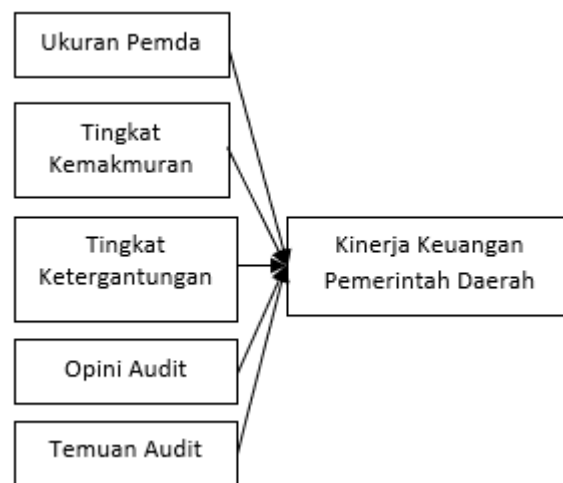 Ukuran Pemda
Tingkat
Kemakmuran
Tingkat
Ketergantungan
Kinerja Keuangan
Pemerintah Daerah
Opini Audit
Temuan Audit